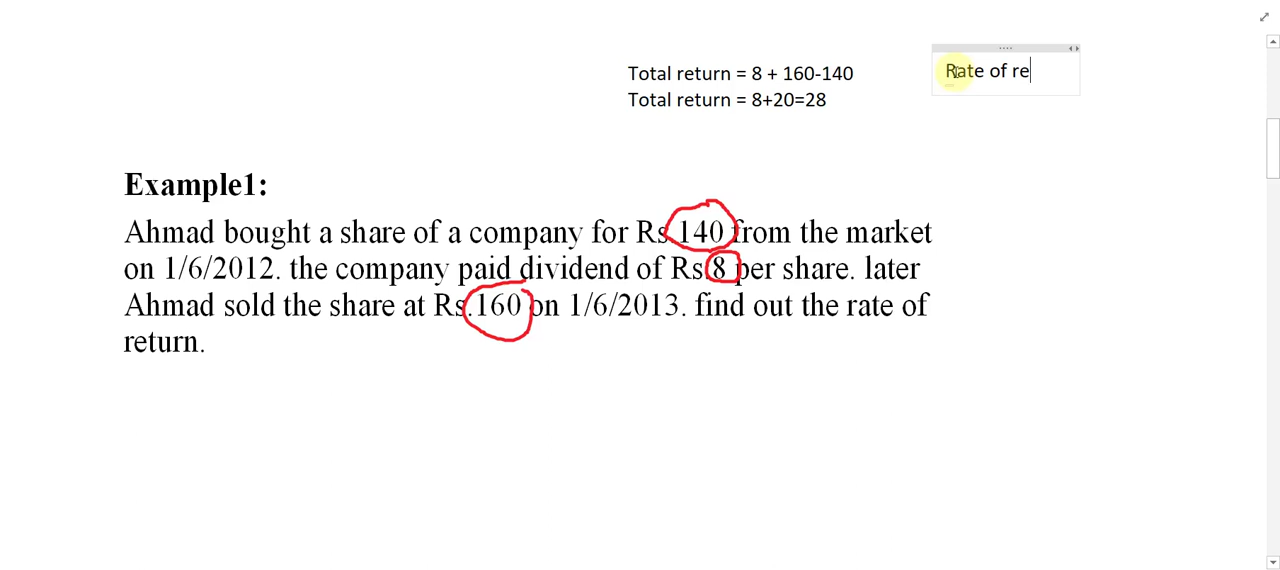 Total return = 8 + 160-140
Total return = 8+20=28
Rate of re
Example1:
Ahmad bought a share of a company for Rs.140 from the market
on 1/6/2012. the company paid dividend of Rs.8 per share. later
Ahmad sold the share at Rs.160 on 1/6/2013. find out the rate of
return.